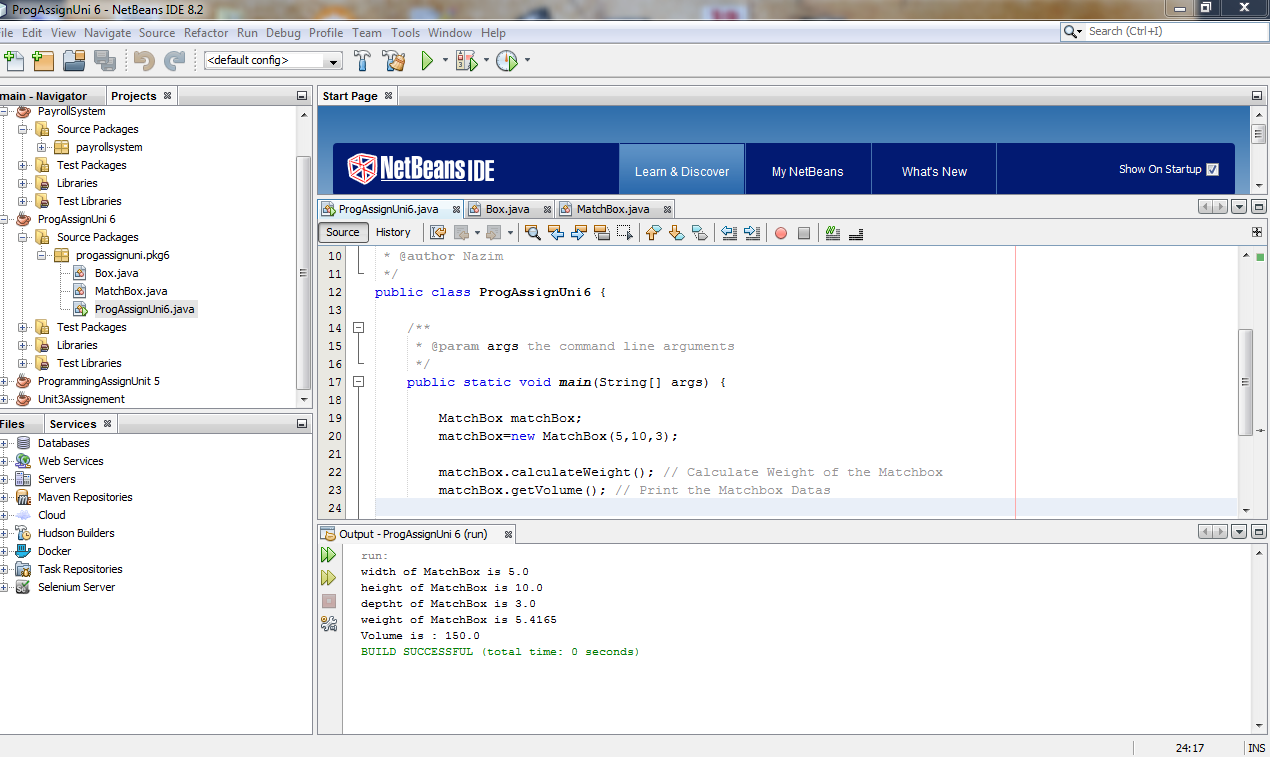 ProgAssignUni 6 - NetBeans IDE 8.2
File Edit View Navigate Source Refactor Run Debug Profile Team Tools Window Help
Search (Ctrl+I)
<default config>
main - Navigator Projects
PayrollSystem
Source Packages
payrollsystem
Test Packages
Libraries
Test Libraries
ProgAssignUni 6
Source Packages
progassignuni.pkg6
Box.java
MatchBox.java
ProgAssignUni6.java
Test Packages
Libraries
Test Libraries
ProgrammingAssignUnit 5
Unit3Assignement
Files Services
Databases
Web Services
Servers
Maven Repositories
Cloud
Hudson Builders
Docker
Task Repositories
Selenium Server
Start Page
NetBeans IDE
Learn & Discover My NetBeans What's New Show On Startup
ProgAssignUni6.java Box.java MatchBox.java
Source History
10 * @author Nazim
11 */
12 public class ProgAssignUni6 {
13
14 /**
15 * @param args the command line arguments
16 */
17 public static void main(String[] args) {
18
19 MatchBox matchBox;
20 matchBox=new MatchBox(5,10,3);
21
22 matchBox.calculateWeight(); // Calculate Weight of the Matchbox
23 matchBox.getVolume(); // Print the Matchbox Datas
24
Output - ProgAssignUni 6 (run)
run:
width of MatchBox is 5.0
height of MatchBox is 10.0
deptht of MatchBox is 3.0
weight of MatchBox is 5.4165
Volume is : 150.0
BUILD SUCCESSFUL (total time: 0 seconds)
24:17 INS